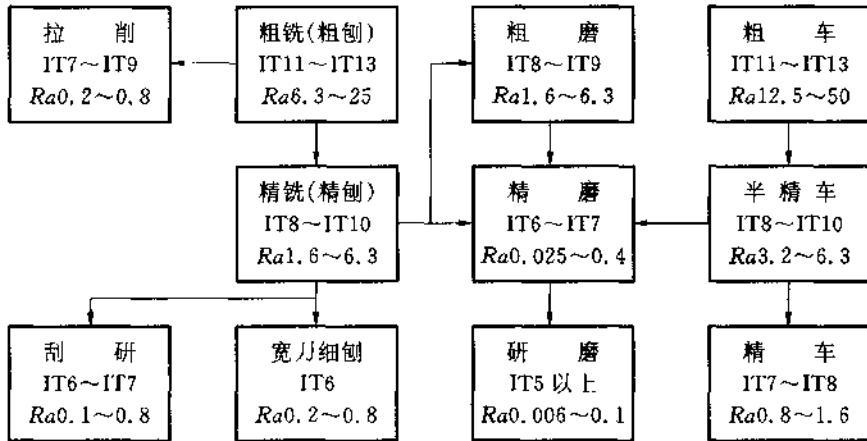 拉 削
IT7～IT9
Ra0.2～0.8
粗铣(粗刨)
IT11～IT13
Ra6.3～25
粗 磨
IT8～IT9
Ra1.6～6.3
粗 车
IT11～IT13
Ra12.5～50
精铣(精刨)
IT8～IT10
Ra1.6～6.3
精 磨
IT6～IT7
Ra0.025～0.4
半 精 车
IT8～IT10
Ra3.2～6.3
刮 研
IT6～IT7
Ra0.1～0.8
宽刀细刨
IT6
Ra0.2～0.8
研 磨
IT5 以上
Ra0.006～0.1
精 车
IT7～IT8
Ra0.8～1.6